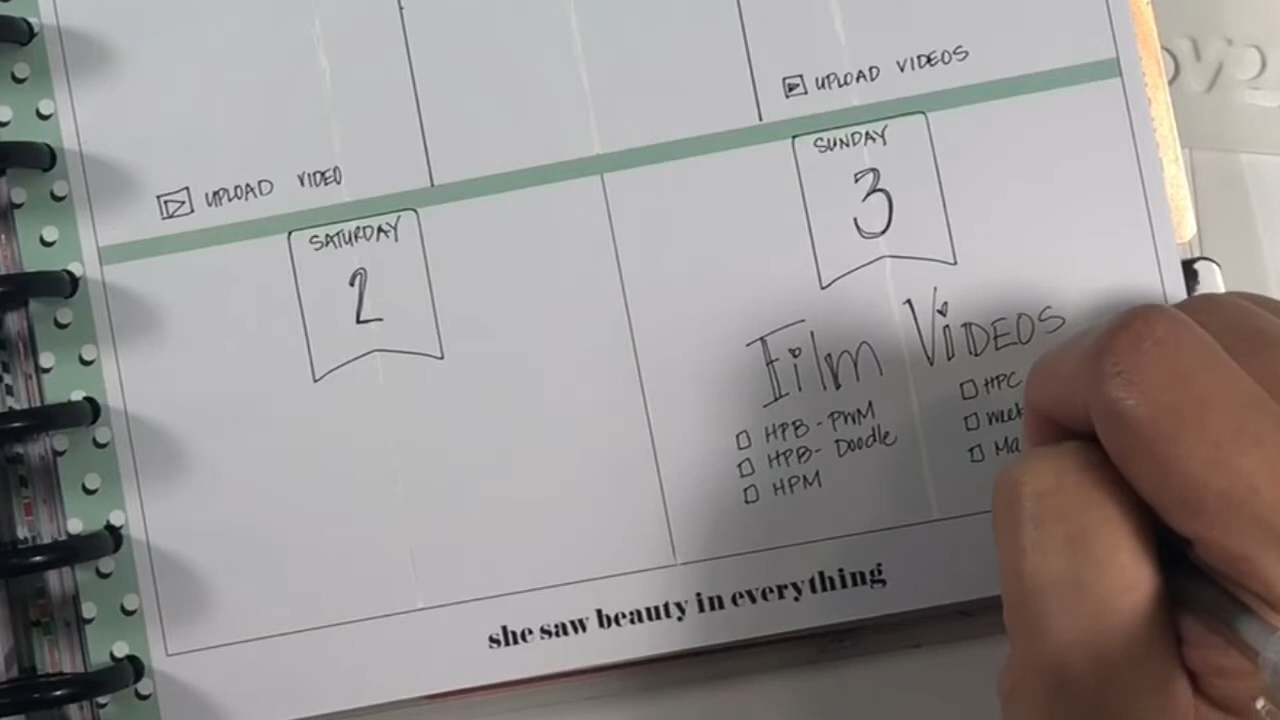 UPLOAD VIDEOS
UPLOAD VIDEO
SATURDAY
2
SUNDAY
3
Film ViDEOS
HPB - PWM
HPB - Doodle
HPM
HPC
she saw beauty in everything